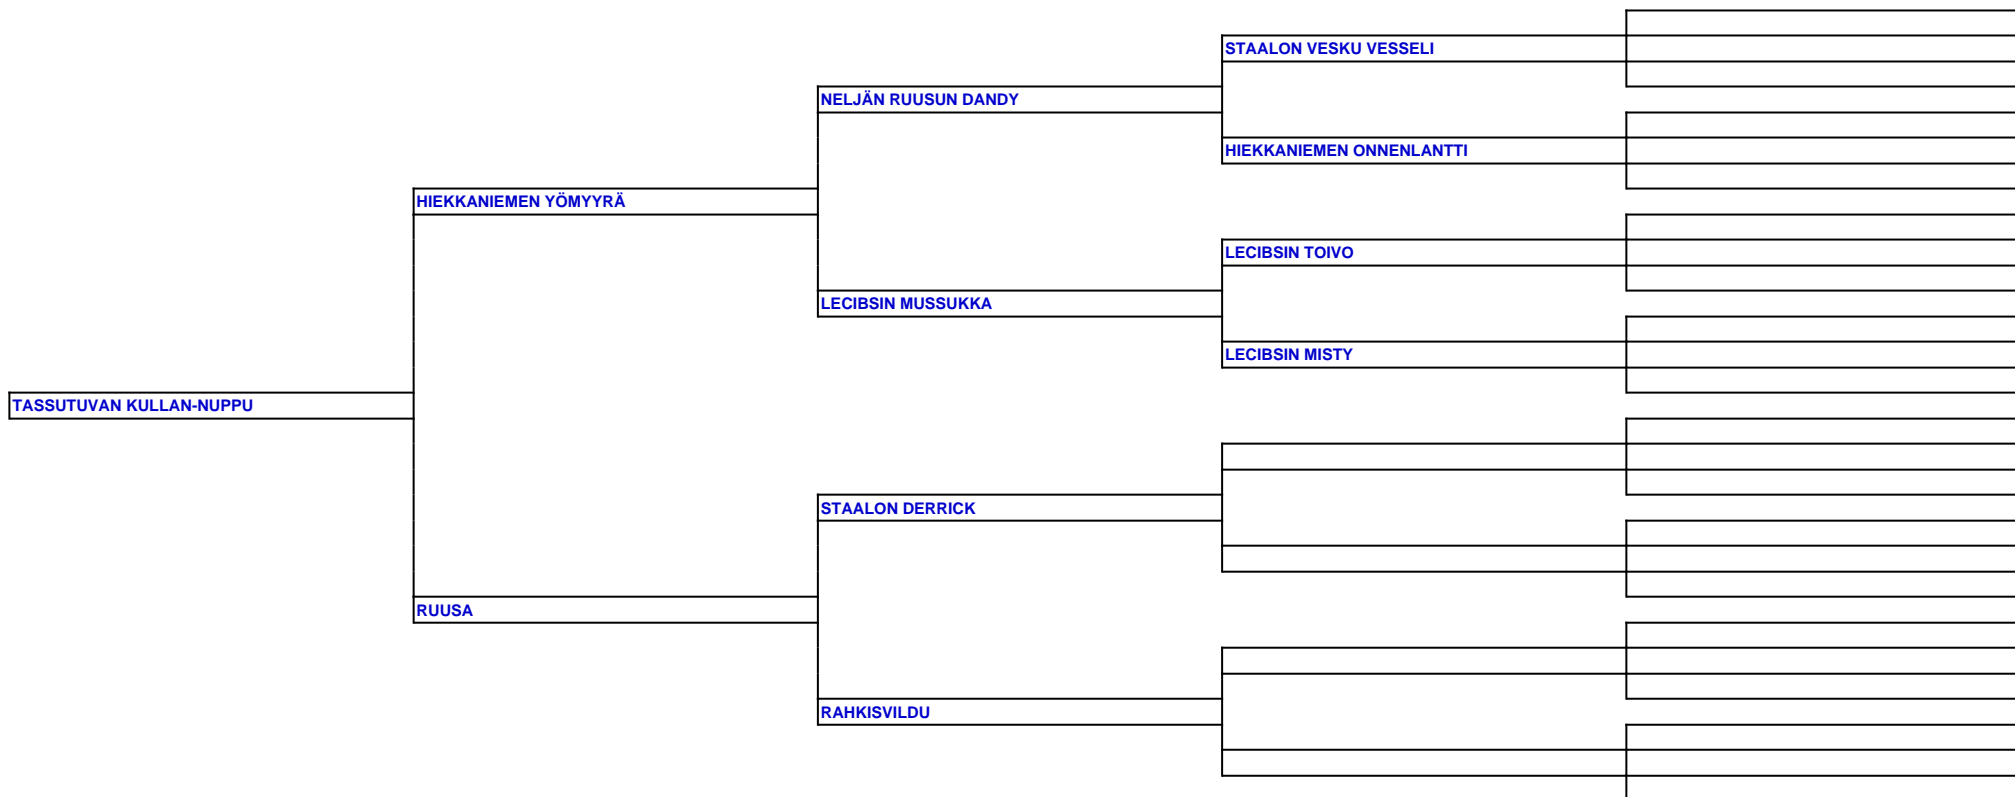 STAALON VESKU VESSELI
NELJÄN RUUSUN DANDY
HIEKKANIEMEN ONNENLANTTI
HIEKKANIEMEN YÖMYYRÄ
LECIBSIN TOIVO
LECIBSIN MUSSUKKA
LECIBSIN MISTY
TASSUTUVAN KULLAN-NUPPU
STAALON DERRICK
RUUSA
RAHKISVILDU